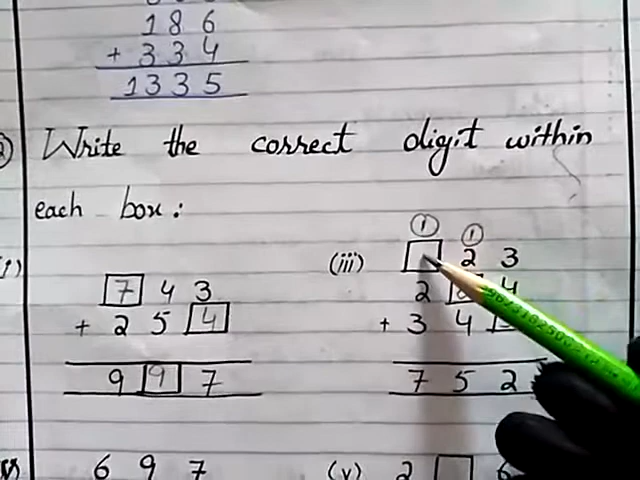 1 8 6
+ 3 3 4
1 3 3 5
Write the correct digit within
each box:
(iii) 1 1
2 3
7 4 3
2 4
+ 2 5 4
+ 3 4
9 9 7
7 5 2
6 9 7
(v) 2 6